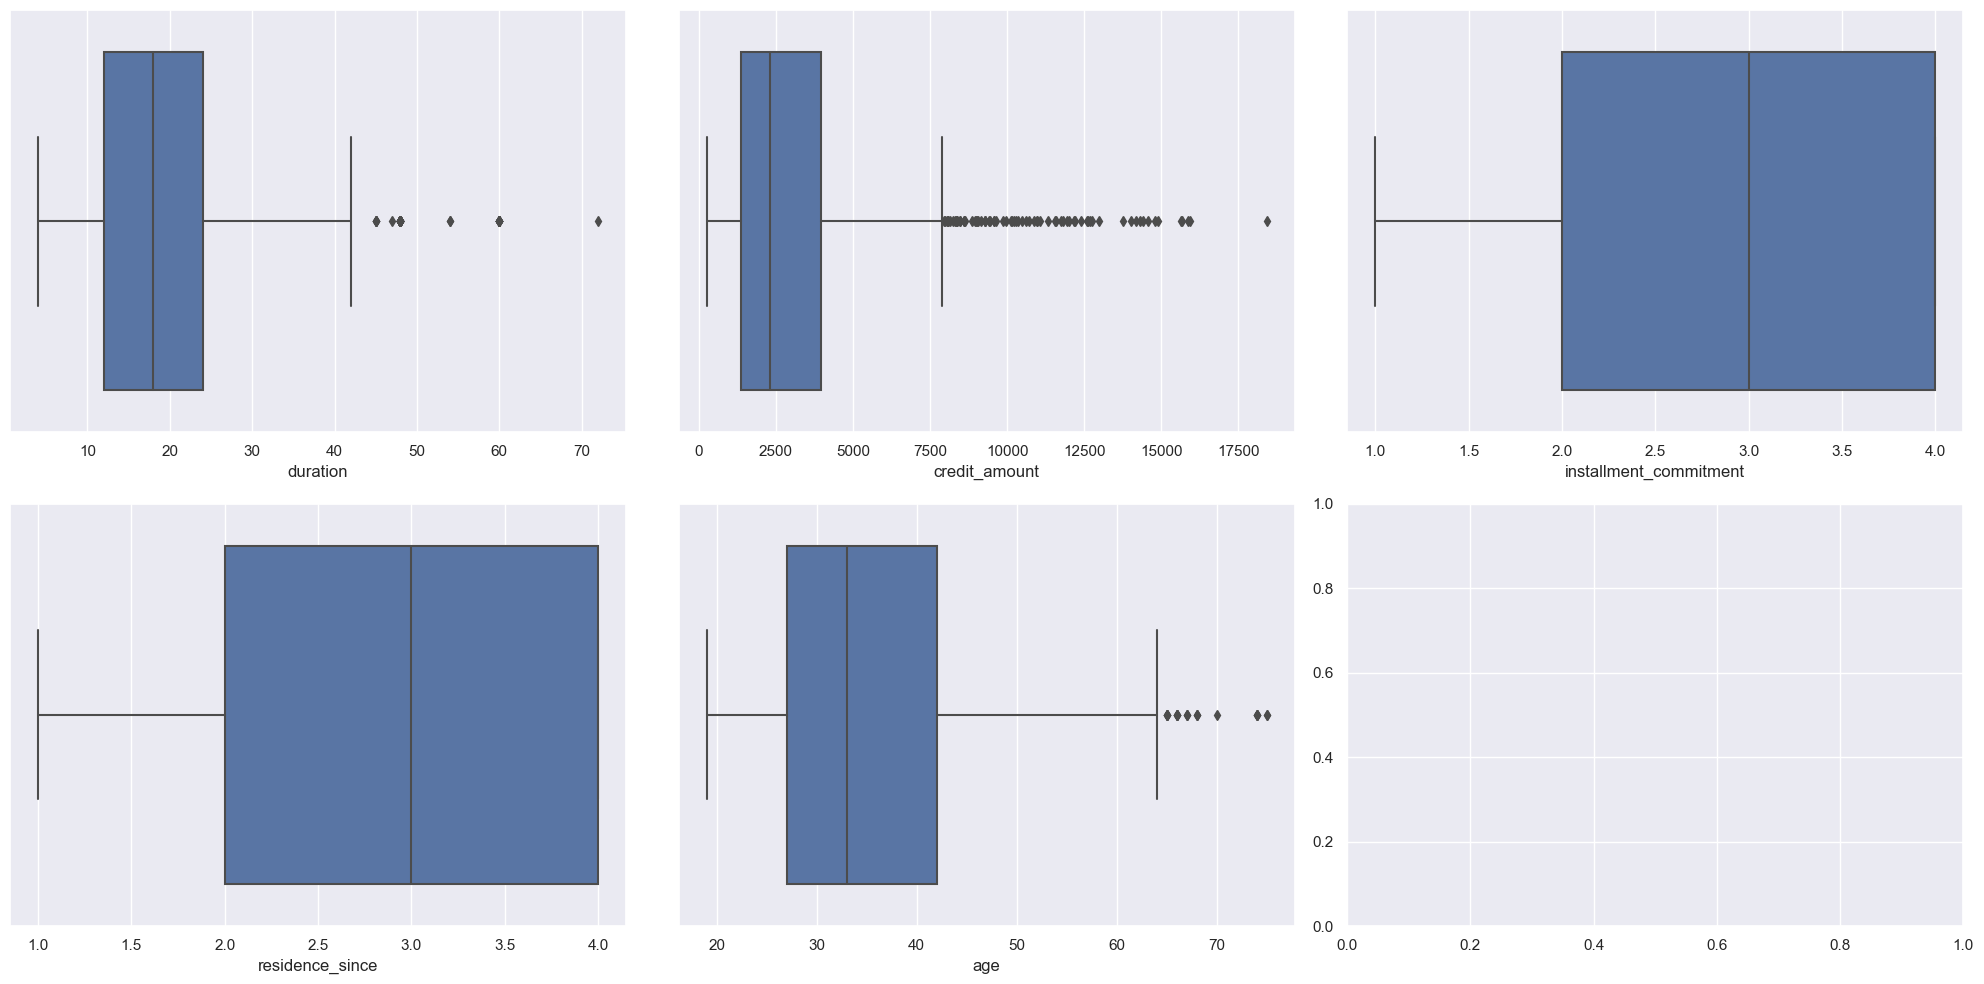 10 20 30 40 50 60 70
duration
0 2500 5000 7500 10000 12500 15000 17500
credit_amount
1.0 1.5 2.0 2.5 3.0 3.5 4.0
installment_commitment
1.0 1.5 2.0 2.5 3.0 3.5 4.0
residence_since
20 30 40 50 60 70
age
1.0
0.8
0.6
0.4
0.2
0.0
0.0 0.2 0.4 0.6 0.8 1.0